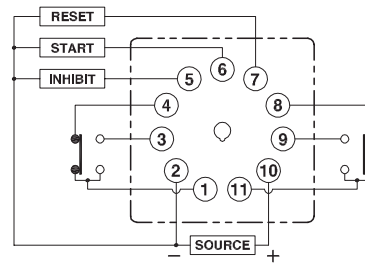 RESET
START
INHIBIT
5 6 7
4 8
3 9
2 10
1 11
− SOURCE +